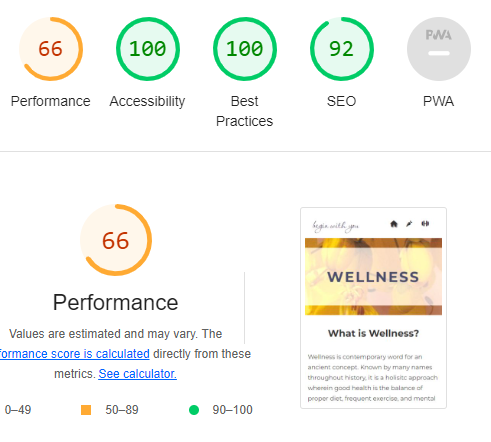 66
100
100
92
PWA
Performance
Accessibility
Best
Practices
SEO
PWA
66
Performance
Values are estimated and may vary. The
formance score is calculated directly from these
metrics. See calculator.
0–49
50–89
90–100
begin with you
WELLNESS
What is Wellness?
Wellness is contemporary word for an
ancient concept. Known by many names
throughout history, it is a holisitc approach
wherein good health is the balance of
proper diet, frequent exercise, and mental